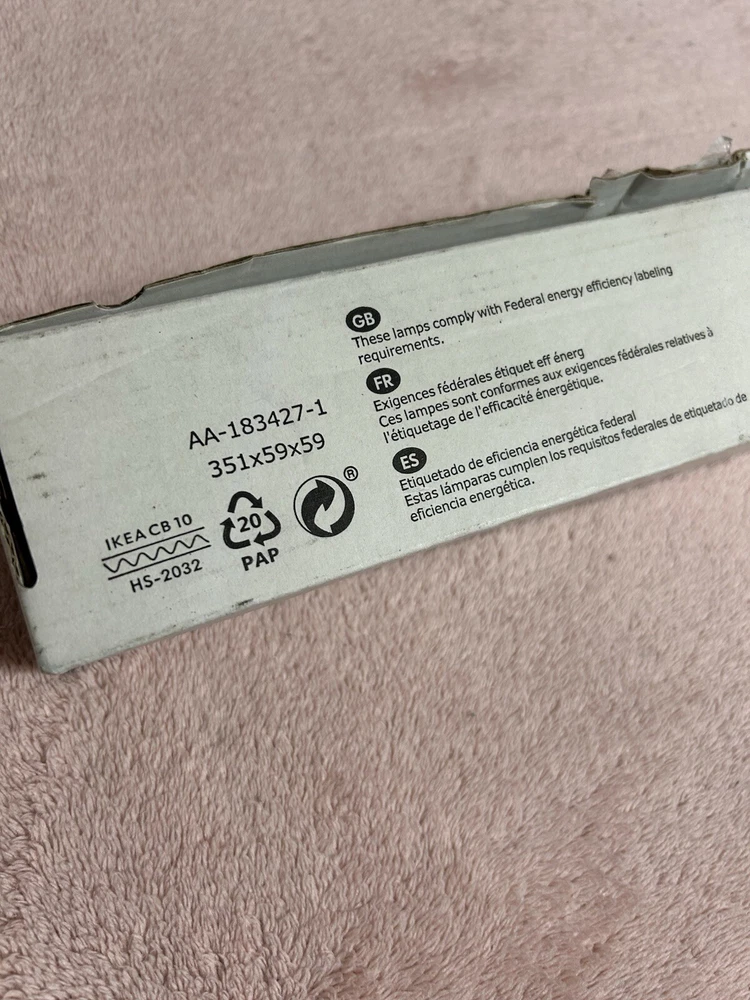 GB
These lamps comply with Federal energy efficiency labeling
requirements.
FR
Exigences fédérales étiquet eff énerg
Ces lampes sont conformes aux exigences fédérales relatives à
l'étiquetage de l'efficacité énergétique.
ES
Etiquetado de eficiencia energética federal
Estas lámparas cumplen los requisitos federales de etiquetado de
eficiencia energética.
AA-183427-1
351x59x59
IKEA CB 10
HS-2032
20
PAP
®